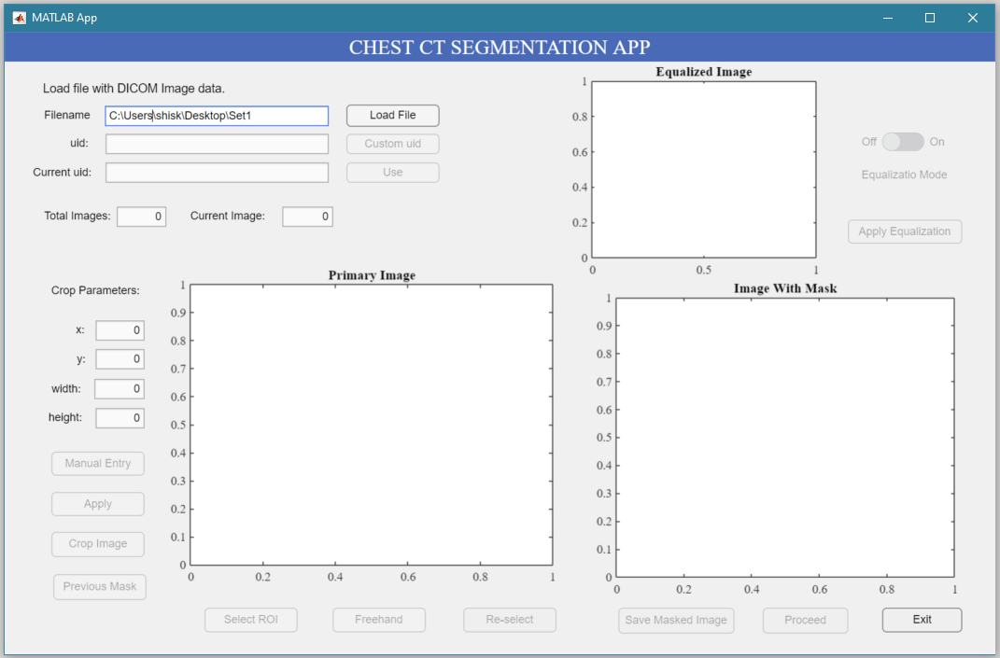 MATLAB App
CHEST CT SEGMENTATION APP
Load file with DICOM Image data.
Filename C:\Users\shisk\Desktop\Set1 Load File
uid: Custom uid
Current uid: Use
Total Images: 0 Current Image: 0
Equalized Image
1
0.8
0.6
0.4
0.2
0
0 0.5 1
Off On
Equalizatio Mode
Apply Equalization
Crop Parameters:
x: 0
y: 0
width: 0
height: 0
Manual Entry
Apply
Crop Image
Previous Mask
Primary Image
1
0.9
0.8
0.7
0.6
0.5
0.4
0.3
0.2
0.1
0
0 0.2 0.4 0.6 0.8 1
Select ROI Freehand Re-select
Image With Mask
1
0.9
0.8
0.7
0.6
0.5
0.4
0.3
0.2
0.1
0
0 0.2 0.4 0.6 0.8 1
Save Masked Image Proceed Exit